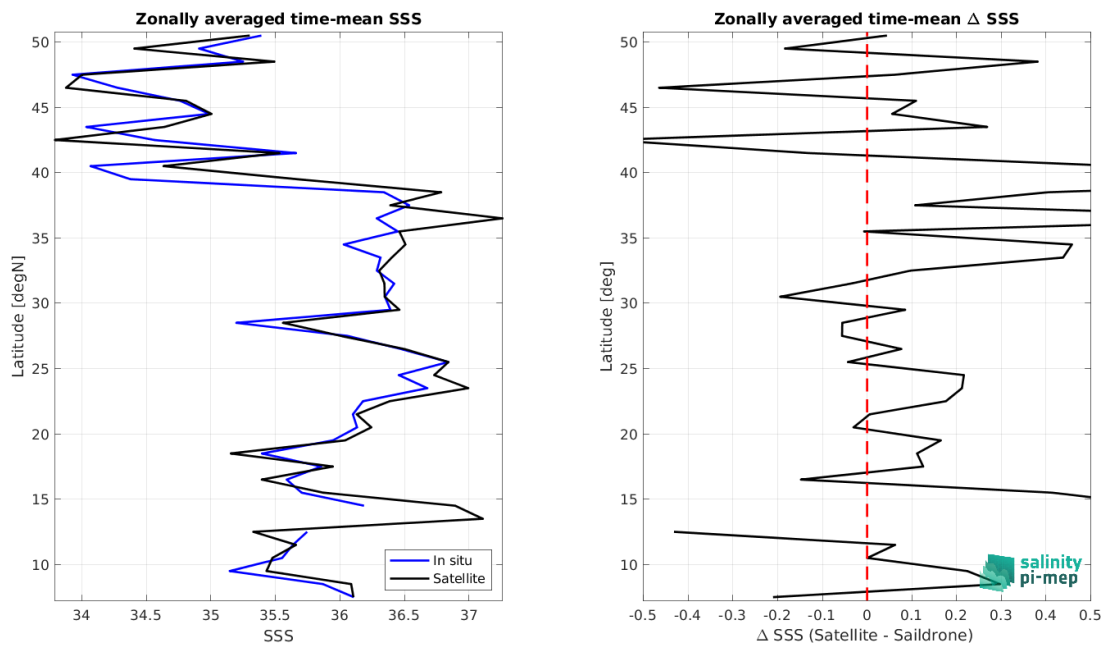 Zonally averaged time-mean SSS
50
45
40
35
30
25
20
15
10
Latitude [degN]
34 34.5 35 35.5 36 36.5 37
SSS
In situ
Satellite
Zonally averaged time-mean Δ SSS
50
45
40
35
30
25
20
15
10
Latitude [deg]
-0.5 -0.4 -0.3 -0.2 -0.1 0 0.1 0.2 0.3 0.4 0.5
Δ SSS (Satellite - Saildrone)
salinity
pi-mep